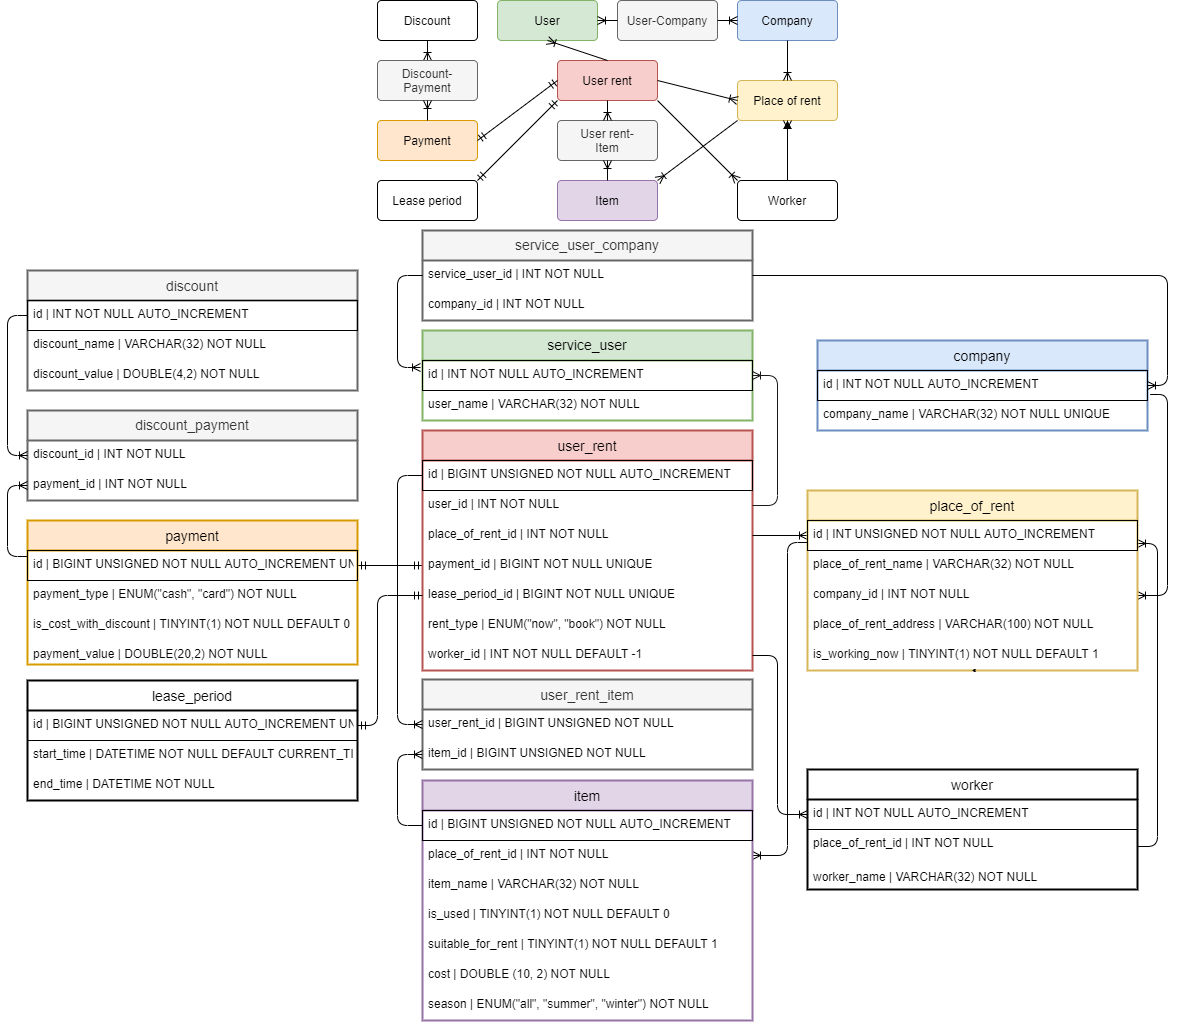 Discount
User
User-Company
Company
Discount-
Payment
User rent
Place of rent
Payment
User rent-
Item
Lease period
Item
Worker
service_user_company
service_user_id | INT NOT NULL
company_id | INT NOT NULL
discount
id | INT NOT NULL AUTO_INCREMENT
discount_name | VARCHAR(32) NOT NULL
discount_value | DOUBLE(4,2) NOT NULL
service_user
id | INT NOT NULL AUTO_INCREMENT
user_name | VARCHAR(32) NOT NULL
company
id | INT NOT NULL AUTO_INCREMENT
company_name | VARCHAR(32) NOT NULL UNIQUE
discount_payment
discount_id | INT NOT NULL
payment_id | INT NOT NULL
user_rent
id | BIGINT UNSIGNED NOT NULL AUTO_INCREMENT
user_id | INT NOT NULL
place_of_rent_id | INT NOT NULL
payment_id | BIGINT NOT NULL UNIQUE
lease_period_id | BIGINT NOT NULL UNIQUE
rent_type | ENUM("now", "book") NOT NULL
worker_id | INT NOT NULL DEFAULT -1
place_of_rent
id | INT UNSIGNED NOT NULL AUTO_INCREMENT
place_of_rent_name | VARCHAR(32) NOT NULL
company_id | INT NOT NULL
place_of_rent_address | VARCHAR(100) NOT NULL
is_working_now | TINYINT(1) NOT NULL DEFAULT 1
payment
id | BIGINT UNSIGNED NOT NULL AUTO_INCREMENT UN
payment_type | ENUM("cash", "card") NOT NULL
is_cost_with_discount | TINYINT(1) NOT NULL DEFAULT 0
payment_value | DOUBLE(20,2) NOT NULL
lease_period
id | BIGINT UNSIGNED NOT NULL AUTO_INCREMENT UN
start_time | DATETIME NOT NULL DEFAULT CURRENT_TI
end_time | DATETIME NOT NULL
user_rent_item
user_rent_id | BIGINT UNSIGNED NOT NULL
item_id | BIGINT UNSIGNED NOT NULL
item
id | BIGINT UNSIGNED NOT NULL AUTO_INCREMENT
place_of_rent_id | INT NOT NULL
item_name | VARCHAR(32) NOT NULL
is_used | TINYINT(1) NOT NULL DEFAULT 0
suitable_for_rent | TINYINT(1) NOT NULL DEFAULT 1
cost | DOUBLE (10, 2) NOT NULL
season | ENUM("all", "summer", "winter") NOT NULL
worker
id | INT NOT NULL AUTO_INCREMENT
place_of_rent_id | INT NOT NULL
worker_name | VARCHAR(32) NOT NULL